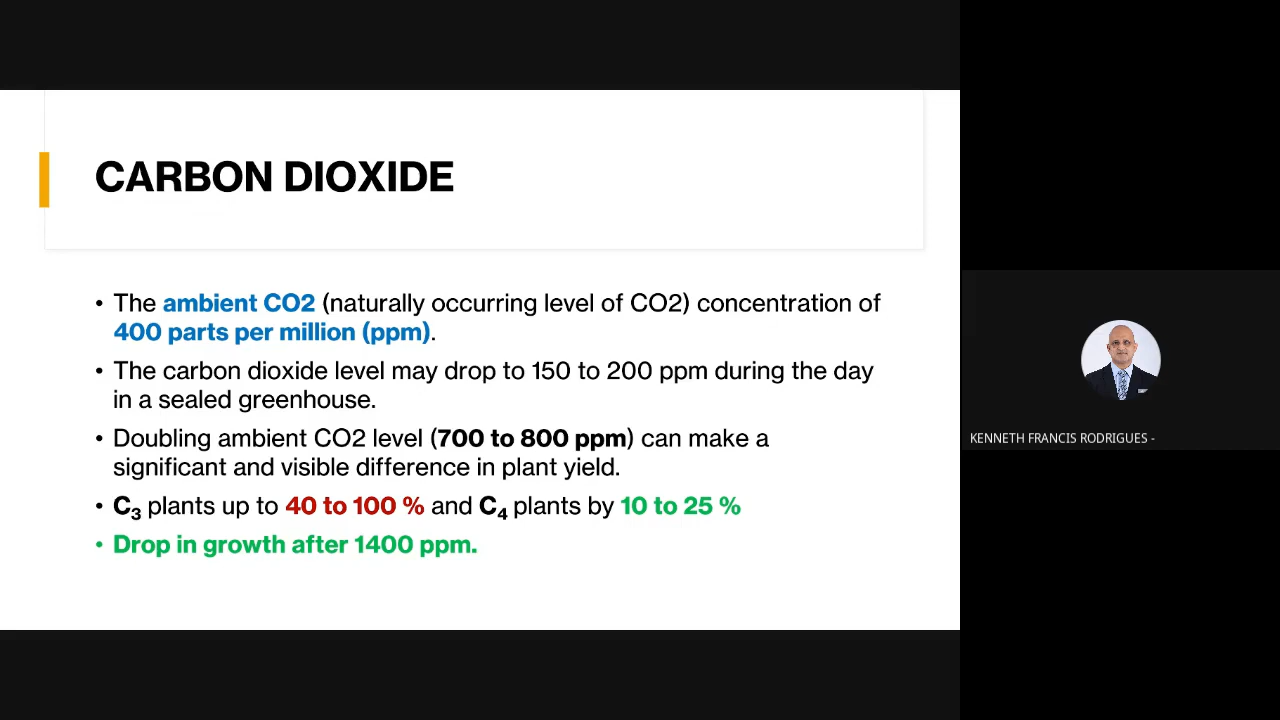 CARBON DIOXIDE
• The ambient CO2 (naturally occurring level of CO2) concentration of
400 parts per million (ppm).
• The carbon dioxide level may drop to 150 to 200 ppm during the day
in a sealed greenhouse.
• Doubling ambient CO2 level (700 to 800 ppm) can make a
significant and visible difference in plant yield.
• C₃ plants up to 40 to 100 % and C₄ plants by 10 to 25 %
• Drop in growth after 1400 ppm.
KENNETH FRANCIS RODRIGUES -